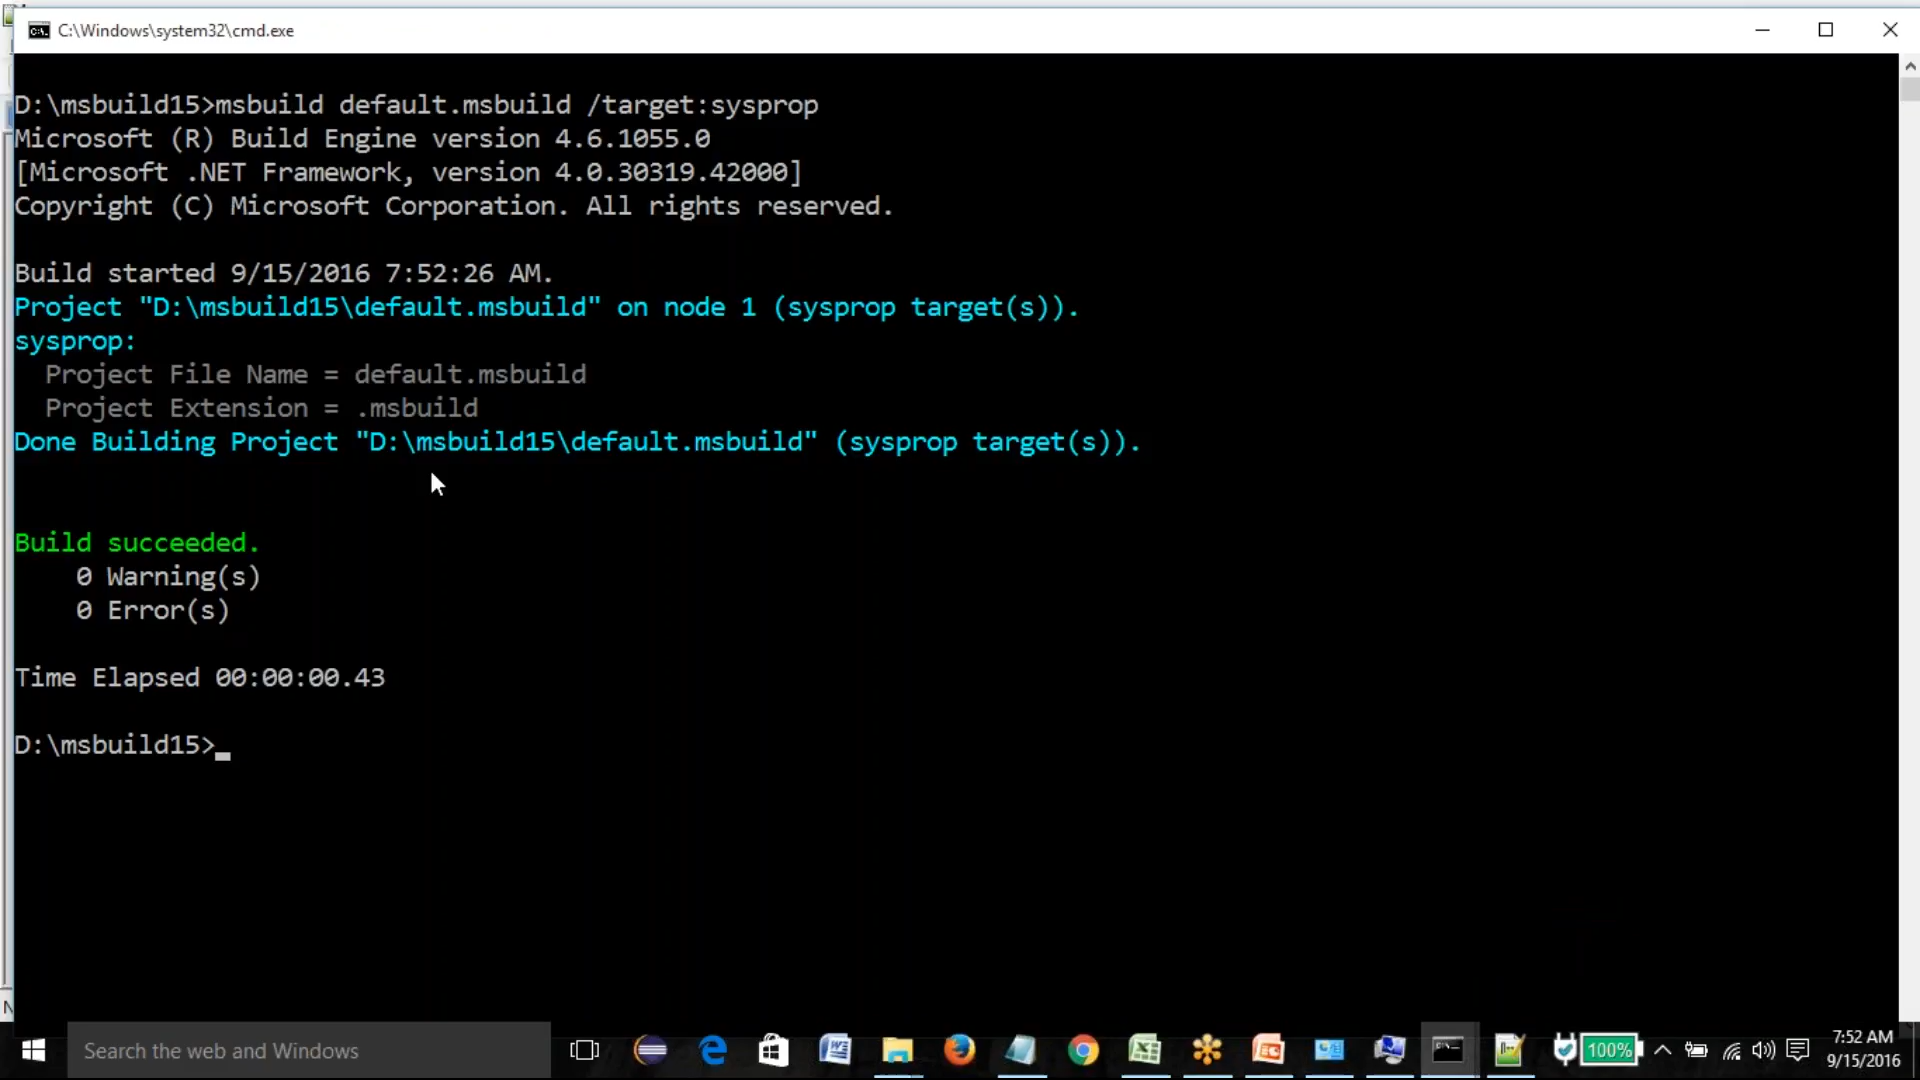 C:\Windows\system32\cmd.exe
D:\msbuild15>msbuild default.msbuild /target:sysprop
Microsoft (R) Build Engine version 4.6.1055.0
[Microsoft .NET Framework, version 4.0.30319.42000]
Copyright (C) Microsoft Corporation. All rights reserved.
Build started 9/15/2016 7:52:26 AM.
Project "D:\msbuild15\default.msbuild" on node 1 (sysprop target(s)).
sysprop:
Project File Name = default.msbuild
Project Extension = .msbuild
Done Building Project "D:\msbuild15\default.msbuild" (sysprop target(s)).
Build succeeded.
0 Warning(s)
0 Error(s)
Time Elapsed 00:00:00.43
D:\msbuild15>
Search the web and Windows
100%
7:52 AM
9/15/2016